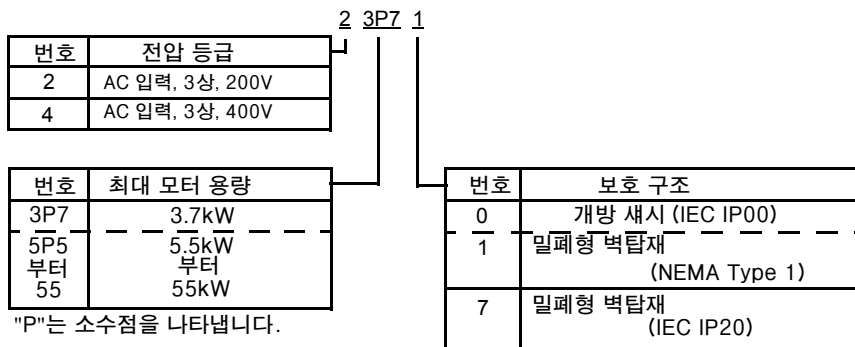 2 3P7 1
번호 전압 등급
2 AC 입력, 3상, 200V
4 AC 입력, 3상, 400V
번호 최대 모터 용량
3P7 3.7kW
5P5 5.5kW
부터 부터
55 55kW
"P"는 소수점을 나타냅니다.
번호 보호 구조
0 개방 섀시 (IEC IP00)
1 밀폐형 벽탑재
(NEMA Type 1)
7 밀폐형 벽탑재
(IEC IP20)